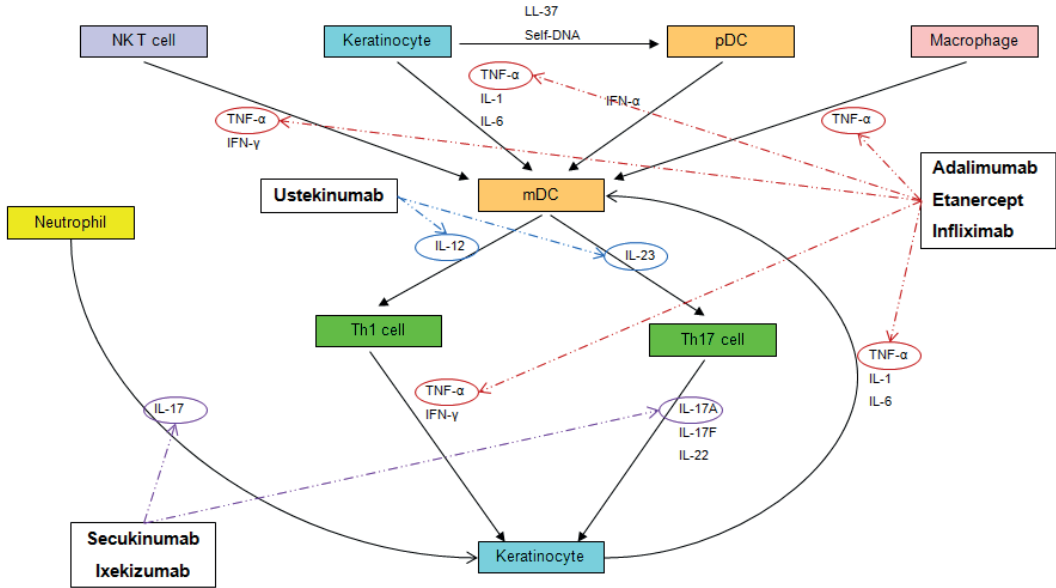 LL-37
NKT cell
Keratinocyte
Self-DNA
pDC
Macrophage
TNF-α
IL-1
IL-6
IFN-α
TNF-α
IFN-γ
TNF-α
Adalimumab
Etanercept
Infliximab
Ustekinumab
mDC
Neutrophil
IL-12
IL-23
Th1 cell
Th17 cell
TNF-α
IL-1
IL-6
TNF-α
IFN-γ
IL-17
IL-17A
IL-17F
IL-22
Secukinumab
Ixekizumab
Keratinocyte